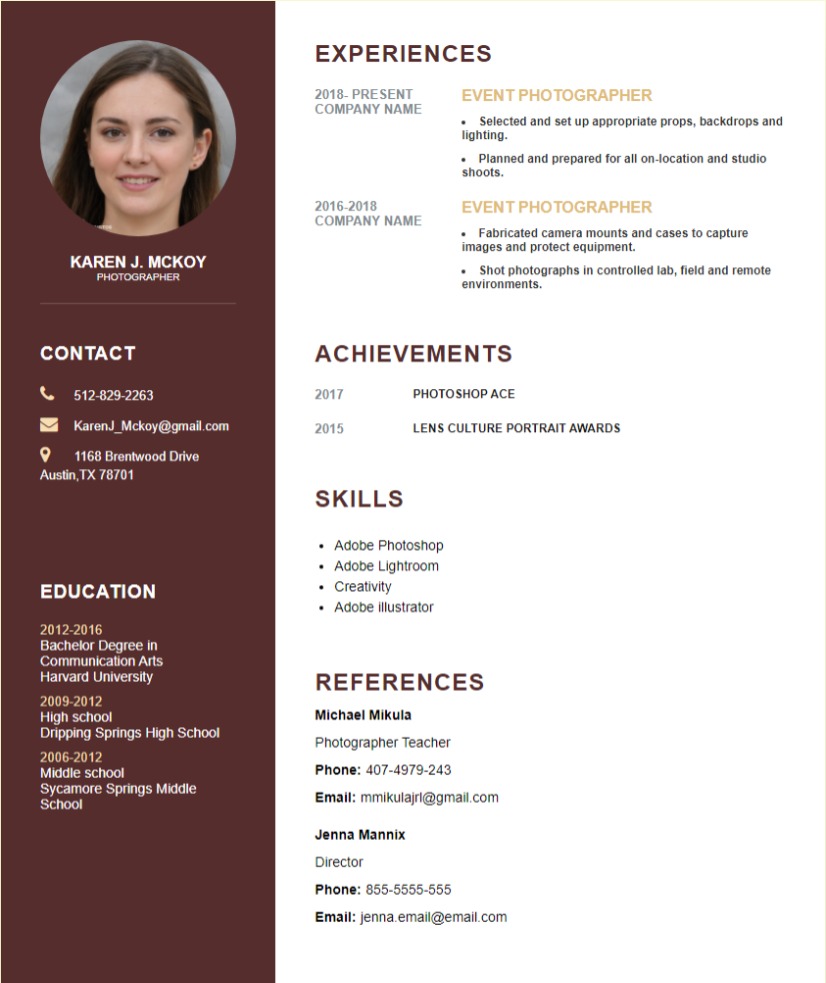 KAREN J. MCKOY
PHOTOGRAPHER
CONTACT
512-829-2263
KarenJ_Mckoy@gmail.com
1168 Brentwood Drive
Austin,TX 78701
EDUCATION
2012-2016
Bachelor Degree in
Communication Arts
Harvard University
2009-2012
High school
Dripping Springs High School
2006-2012
Middle school
Sycamore Springs Middle
School
EXPERIENCES
2018- PRESENT
COMPANY NAME
EVENT PHOTOGRAPHER
• Selected and set up appropriate props, backdrops and
lighting.
• Planned and prepared for all on-location and studio
shoots.
2016-2018
COMPANY NAME
EVENT PHOTOGRAPHER
• Fabricated camera mounts and cases to capture
images and protect equipment.
• Shot photographs in controlled lab, field and remote
environments.
ACHIEVEMENTS
2017 PHOTOSHOP ACE
2015 LENS CULTURE PORTRAIT AWARDS
SKILLS
• Adobe Photoshop
• Adobe Lightroom
• Creativity
• Adobe illustrator
REFERENCES
Michael Mikula
Photographer Teacher
Phone: 407-4979-243
Email: mmikulajrl@gmail.com
Jenna Mannix
Director
Phone: 855-5555-555
Email: jenna.email@email.com